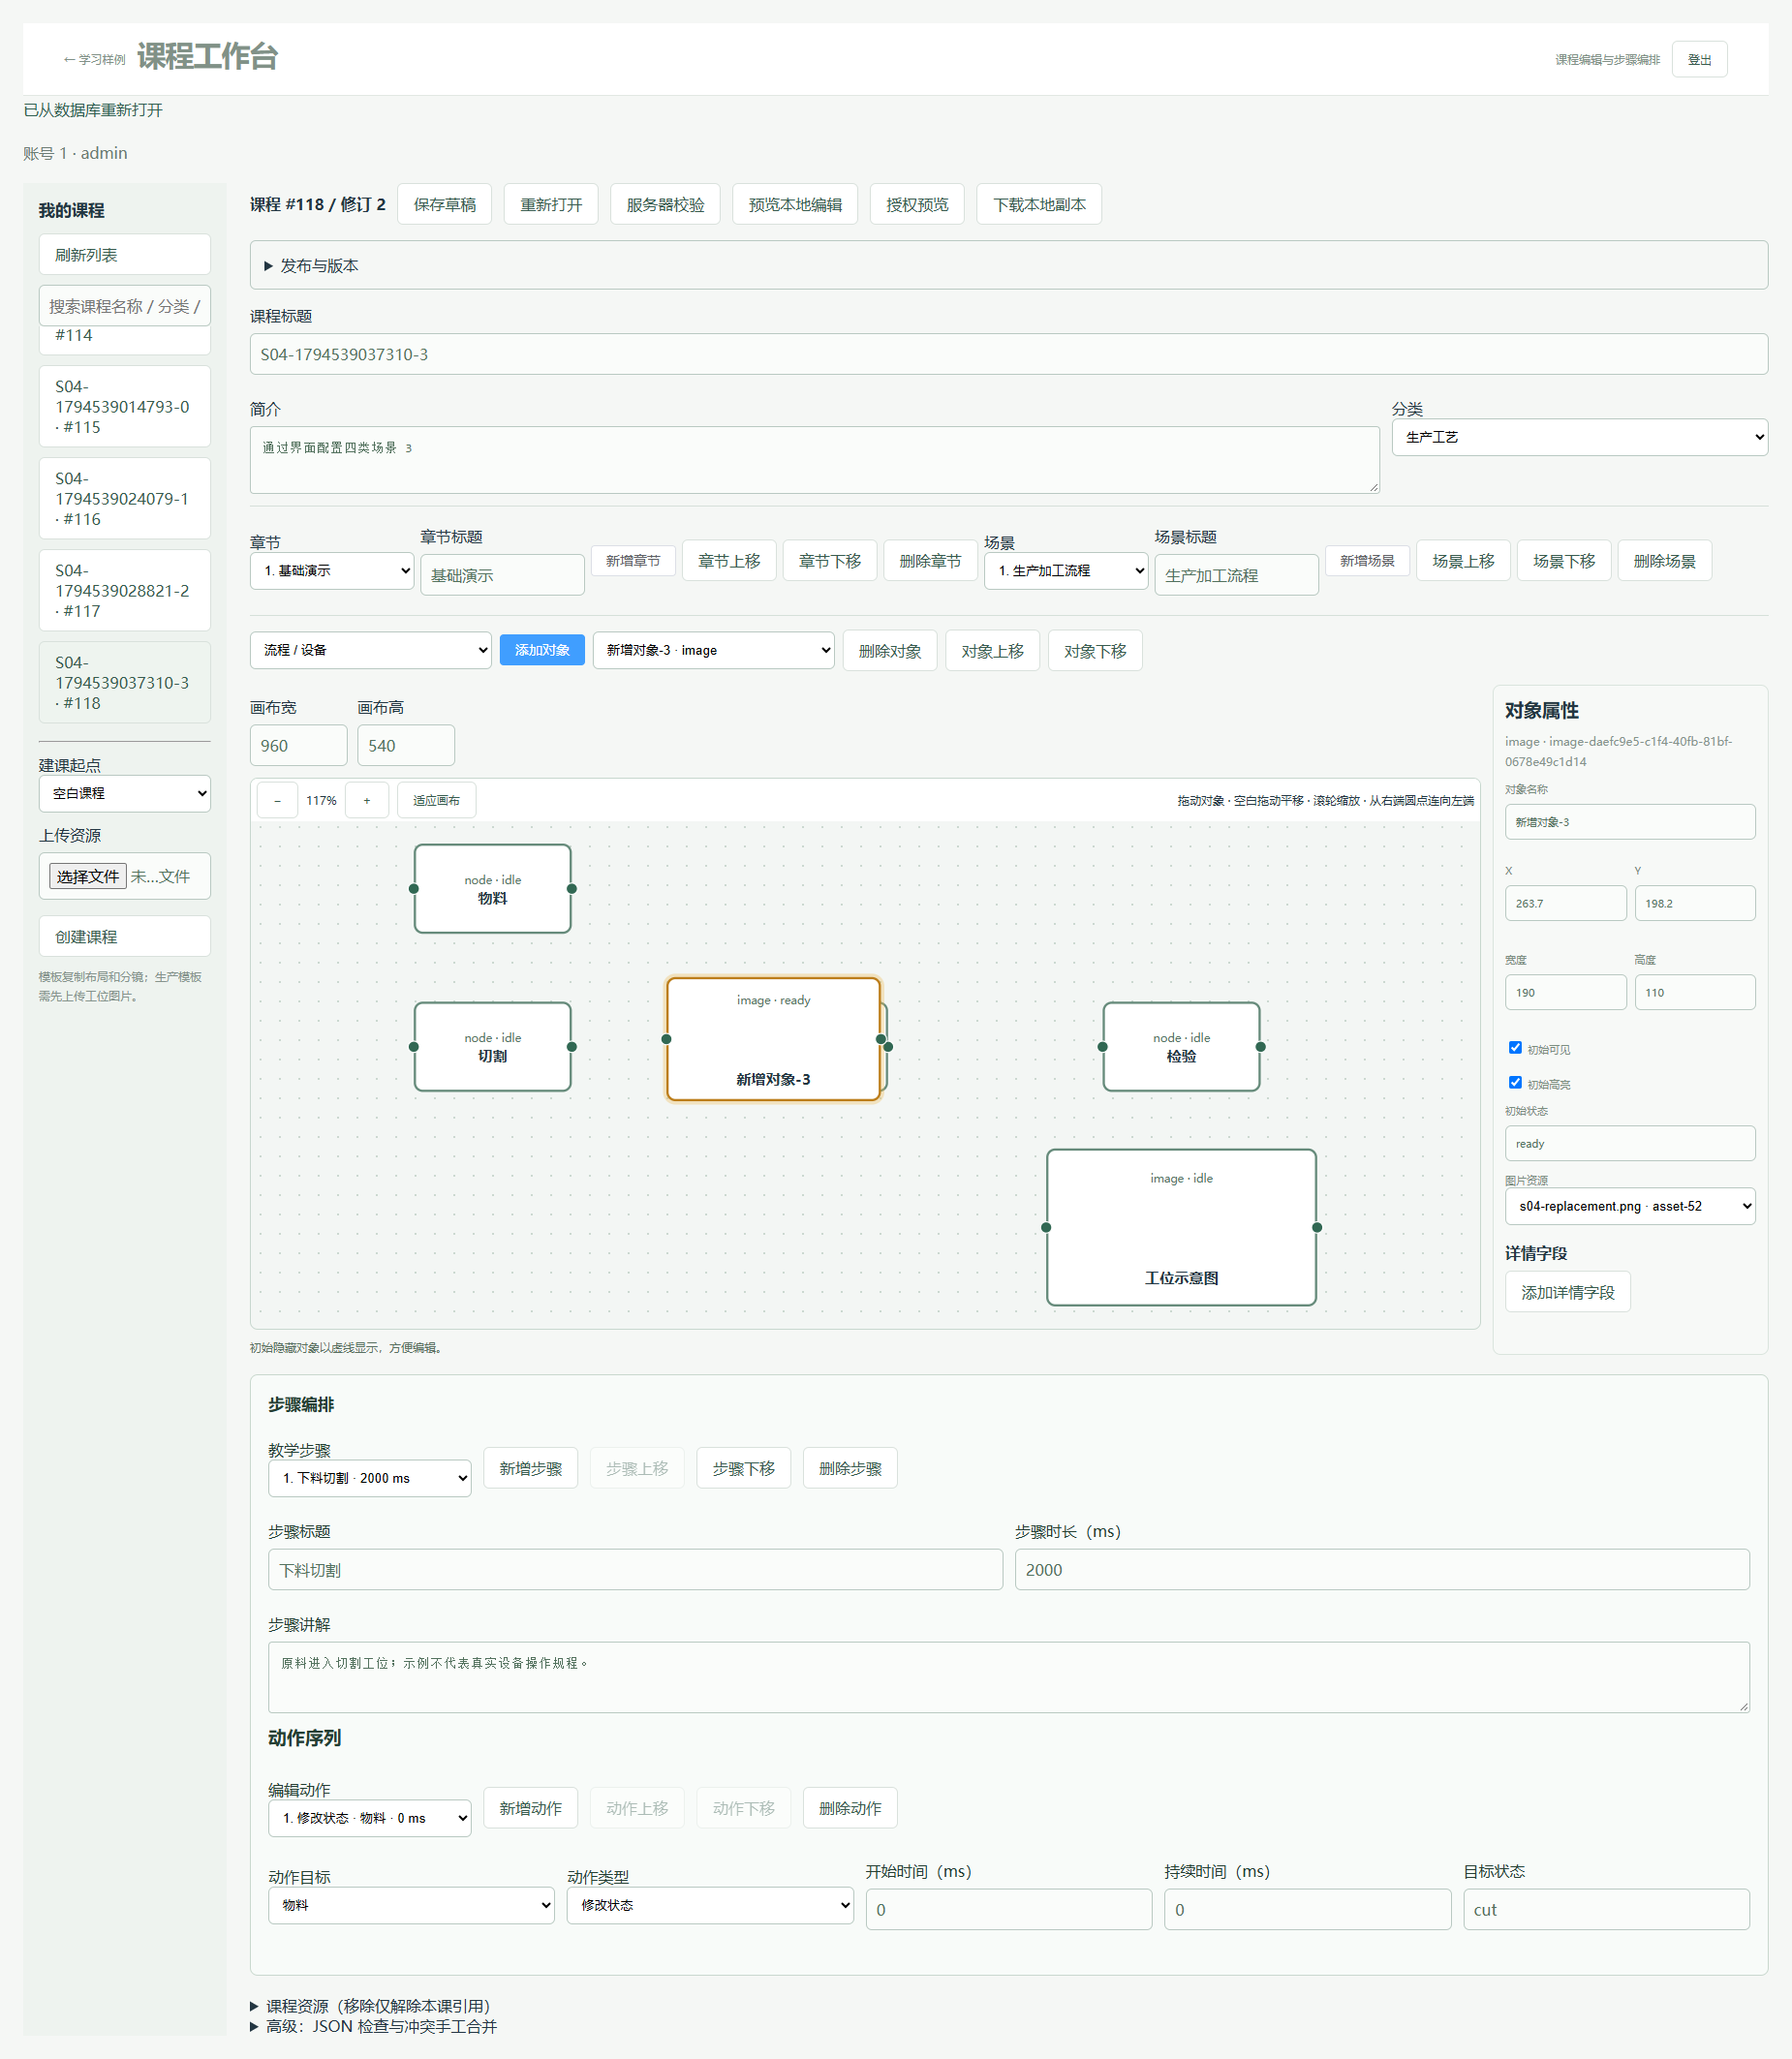 ← 学习样例 课程工作台
课程编辑与步骤编排 登出
已从数据库重新打开
账号 1 · admin
我的课程
刷新列表
搜索课程名称 / 分类 /
#114
S04-
1794539014793-0
· #115
S04-
1794539024079-1
· #116
S04-
1794539028821-2
· #117
S04-
1794539037310-3
· #118
建课起点
空白课程
上传资源
选择文件 未...文件
创建课程
模板复制布局和分镜；生产模板
需先上传工位图片。
课程 #118 / 修订 2 保存草稿 重新打开 服务器校验 预览本地编辑 授权预览 下载本地副本
▶ 发布与版本
课程标题
S04-1794539037310-3
简介
通过界面配置四类场景 3
分类
生产工艺
章节
1. 基础演示
章节标题
基础演示
新增章节 章节上移 章节下移 删除章节
场景
1. 生产加工流程
场景标题
生产加工流程
新增场景 场景上移 场景下移 删除场景
流程 / 设备 添加对象 新增对象-3 · image 删除对象 对象上移 对象下移
画布宽 画布高
960 540
− 117% + 适应画布
拖动对象 · 空白拖动平移 · 滚轮缩放 · 从右端圆点连向左端
node · idle
物料
node · idle
切割
image · ready
新增对象-3
node · idle
检验
image · idle
工位示意图
初始隐藏对象以虚线显示，方便编辑。
对象属性
image · image-daefc9e5-c1f4-40fb-81bf-
0678e49c1d14
对象名称
新增对象-3
X Y
263.7 198.2
宽度 高度
190 110
初始可见
初始高亮
初始状态
ready
图片资源
s04-replacement.png · asset-52
详情字段
添加详情字段
步骤编排
教学步骤
1. 下料切割 · 2000 ms 新增步骤 步骤上移 步骤下移 删除步骤
步骤标题 步骤时长（ms）
下料切割 2000
步骤讲解
原料进入切割工位；示例不代表真实设备操作规程。
动作序列
编辑动作
1. 修改状态 · 物料 · 0 ms 新增动作 动作上移 动作下移 删除动作
动作目标 动作类型 开始时间（ms） 持续时间（ms） 目标状态
物料 修改状态 0 0 cut
▶ 课程资源（移除仅解除本课引用）
▶ 高级：JSON 检查与冲突手工合并